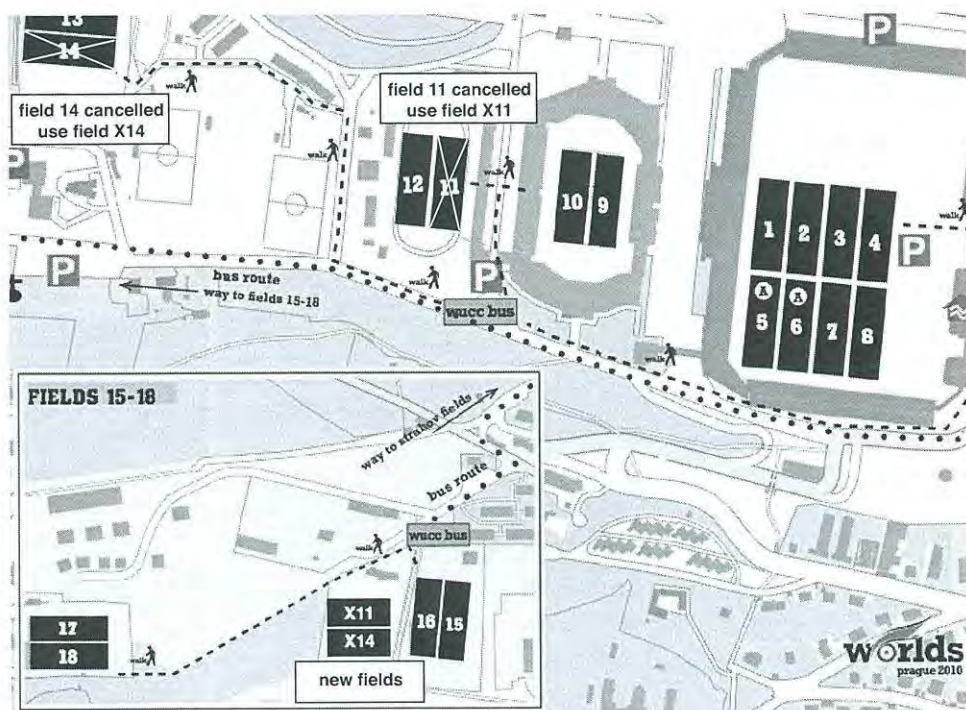 13
14
P
P
walk
field 14 cancelled
use field X14
field 11 cancelled
use field X11
walk
walk
12
11
10
9
1
2
3
4
walk
P
P
A
A
5
6
7
8
P
P
walk
bus route
way to fields 15-18
wucc bus
walk
FIELDS 15-18
way to strahov fields
bus route
wucc bus
walk
X11
X14
16
15
17
18
walk
new fields
worlds
prague 2010